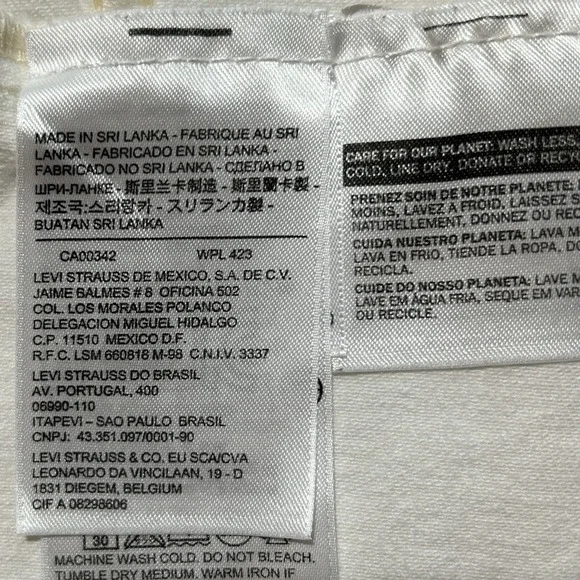 MADE IN SRI LANKA - FABRIQUE AU SRI
LANKA - FABRICADO EN SRI LANKA -
FABRICADO NO SRI LANKA - СДЕЛАНО В
ШРИ-ЛАНКЕ - 斯里兰卡制造 - 斯里蘭卡製 -
제조국:스리랑카 - スリランカ製 -
BUATAN SRI LANKA
CA00342 WPL 423
LEVI STRAUSS DE MEXICO, S.A. DE C.V.
JAIME BALMES # 8 OFICINA 502
COL. LOS MORALES POLANCO
DELEGACION MIGUEL HIDALGO
C.P. 11510 MEXICO D.F.
R.F.C. LSM 660818 M-98 C.N.I.V. 3337
LEVI STRAUSS DO BRASIL
AV. PORTUGAL, 400
06990-110
ITAPEVI – SAO PAULO BRASIL
CNPJ: 43.351.097/0001-90
LEVI STRAUSS & CO. EU SCA/CVA
LEONARDO DA VINCILAAN, 19 - D
1831 DIEGEM, BELGIUM
CIF A 08298606
30
MACHINE WASH COLD. DO NOT BLEACH.
TUMBLE DRY MEDIUM. WARM IRON IF
CARE FOR OUR PLANET: WASH LESS,
COLD, LINE DRY, DONATE OR RECY
PRENEZ SOIN DE NOTRE PLANETE:
MOINS, LAVEZ A FROID, LAISSEZ S
NATURELLEMENT, DONNEZ OU REC
CUIDA NUESTRO PLANETA: LAVA M
LAVA EN FRIO, TIENDE LA ROPA, DO
RECICLA.
CUIDE DO NOSSO PLANETA: LAVE M
LAVE EM ÁGUA FRIA, SEQUE EM VAR
OU RECICLE.